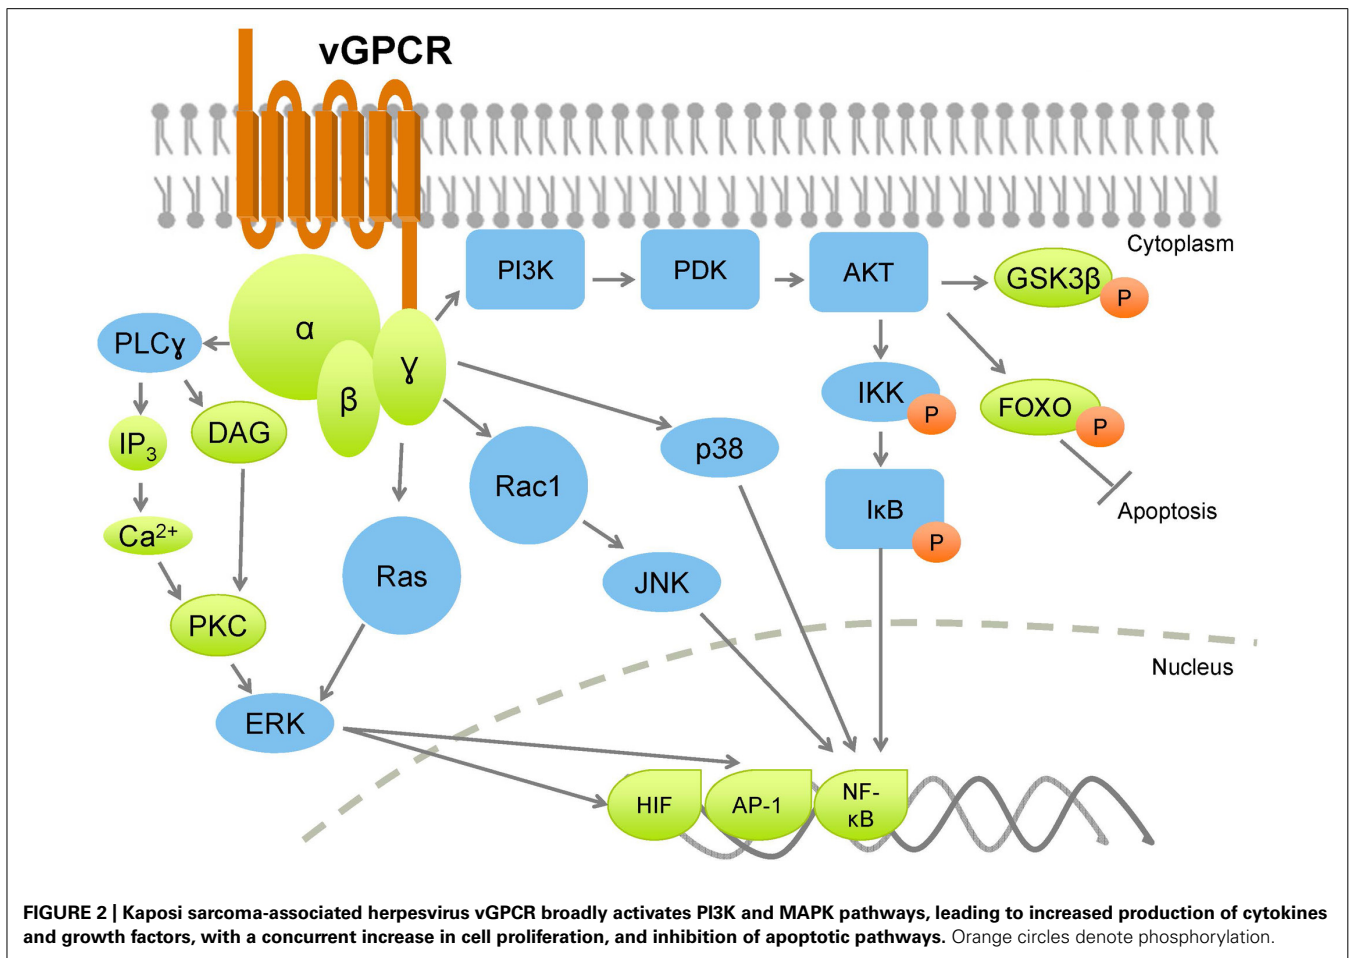 vGPCR
Cytoplasm
PI3K
PDK
AKT
GSK3β
P
α
PLCɣ
β
ɣ
IKK
P
FOXO
P
IP3
DAG
p38
Rac1
IκB
P
Apoptosis
Ca2+
Ras
JNK
PKC
Nucleus
ERK
HIF
AP-1
NF-
κB
FIGURE 2 | Kaposi sarcoma-associated herpesvirus vGPCR broadly activates PI3K and MAPK pathways, leading to increased production of cytokines
and growth factors, with a concurrent increase in cell proliferation, and inhibition of apoptotic pathways. Orange circles denote phosphorylation.